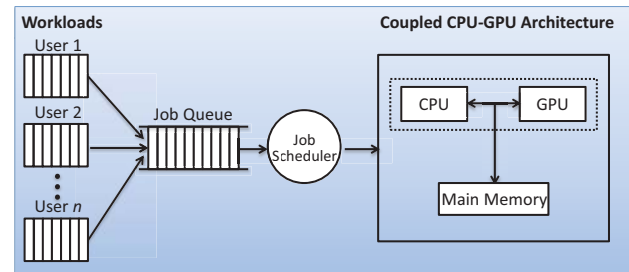 Workloads
Coupled CPU-GPU Architecture
User 1
User 2
User n
Job Queue
Job
Scheduler
CPU
GPU
Main Memory